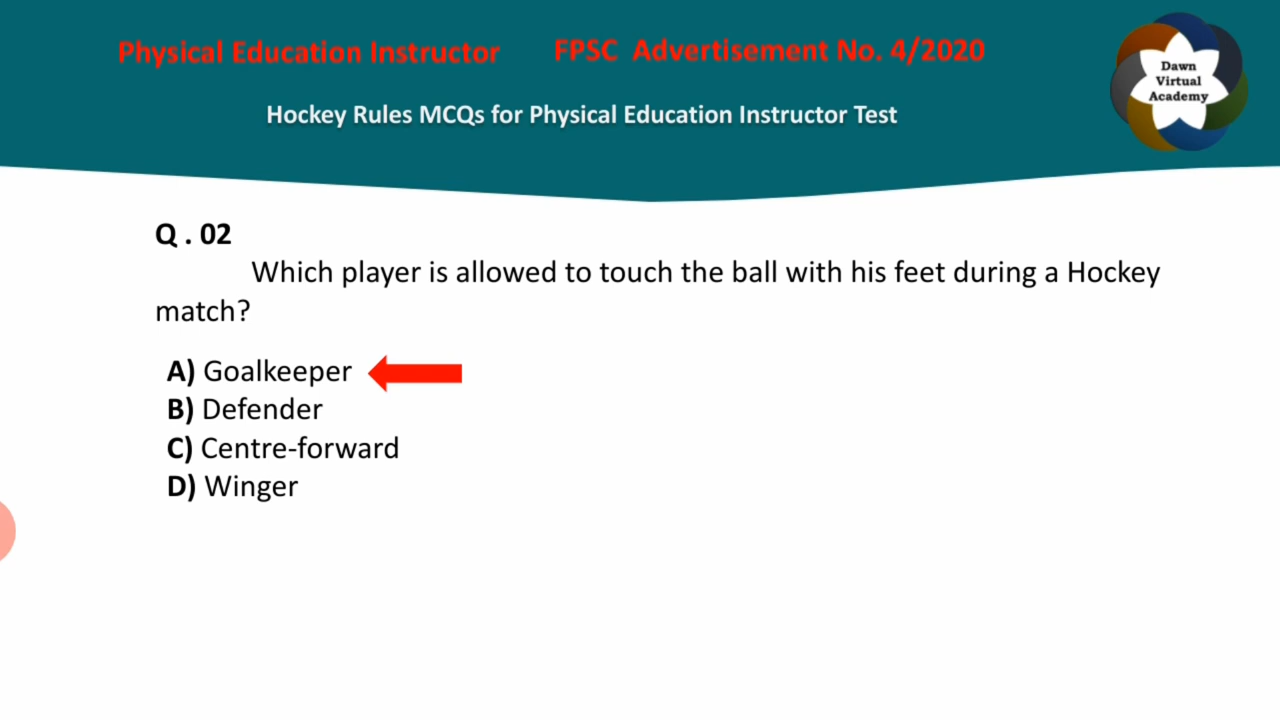 Physical Education Instructor FPSC Advertisement No. 4/2020
Dawn
Virtual
Academy
Hockey Rules MCQs for Physical Education Instructor Test
Q . 02
Which player is allowed to touch the ball with his feet during a Hockey
match?
A) Goalkeeper
B) Defender
C) Centre-forward
D) Winger